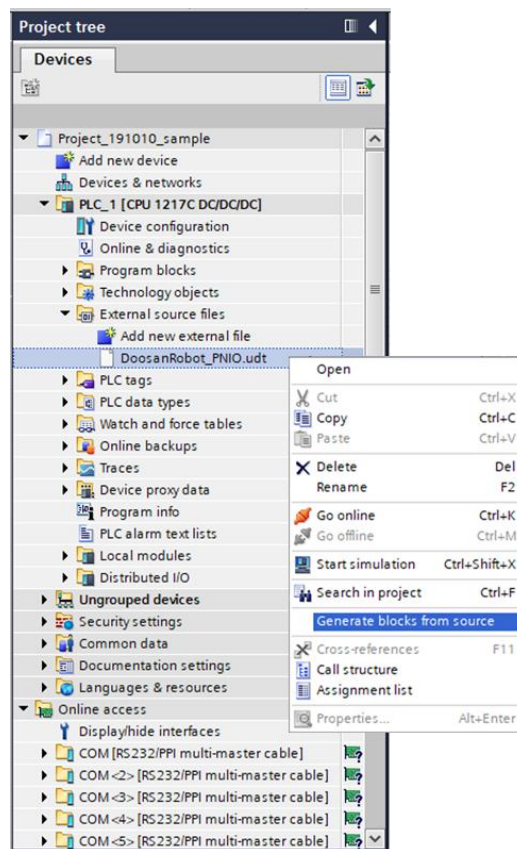 Project tree
Devices
Project_191010_sample
Add new device
Devices & networks
PLC_1 [CPU 1217C DC/DC/DC]
Device configuration
Online & diagnostics
Program blocks
Technology objects
External source files
Add new external file
DoosanRobot_PNIO.udt
PLC tags
PLC data types
Watch and force tables
Online backups
Traces
Device proxy data
Program info
PLC alarm text lists
Local modules
Distributed I/O
Ungrouped devices
Security settings
Common data
Documentation settings
Languages & resources
Online access
Display/hide interfaces
COM [RS232/PPI multi-master cable]
COM <2> [RS232/PPI multi-master cable]
COM <3> [RS232/PPI multi-master cable]
COM <4> [RS232/PPI multi-master cable]
COM <5> [RS232/PPI multi-master cable]
Open
Cut Ctrl+X
Copy Ctrl+C
Paste Ctrl+V
Delete Del
Rename F2
Go online Ctrl+K
Go offline Ctrl+M
Start simulation Ctrl+Shift+X
Search in project Ctrl+F
Generate blocks from source
Cross-references F11
Call structure
Assignment list
Properties... Alt+Enter